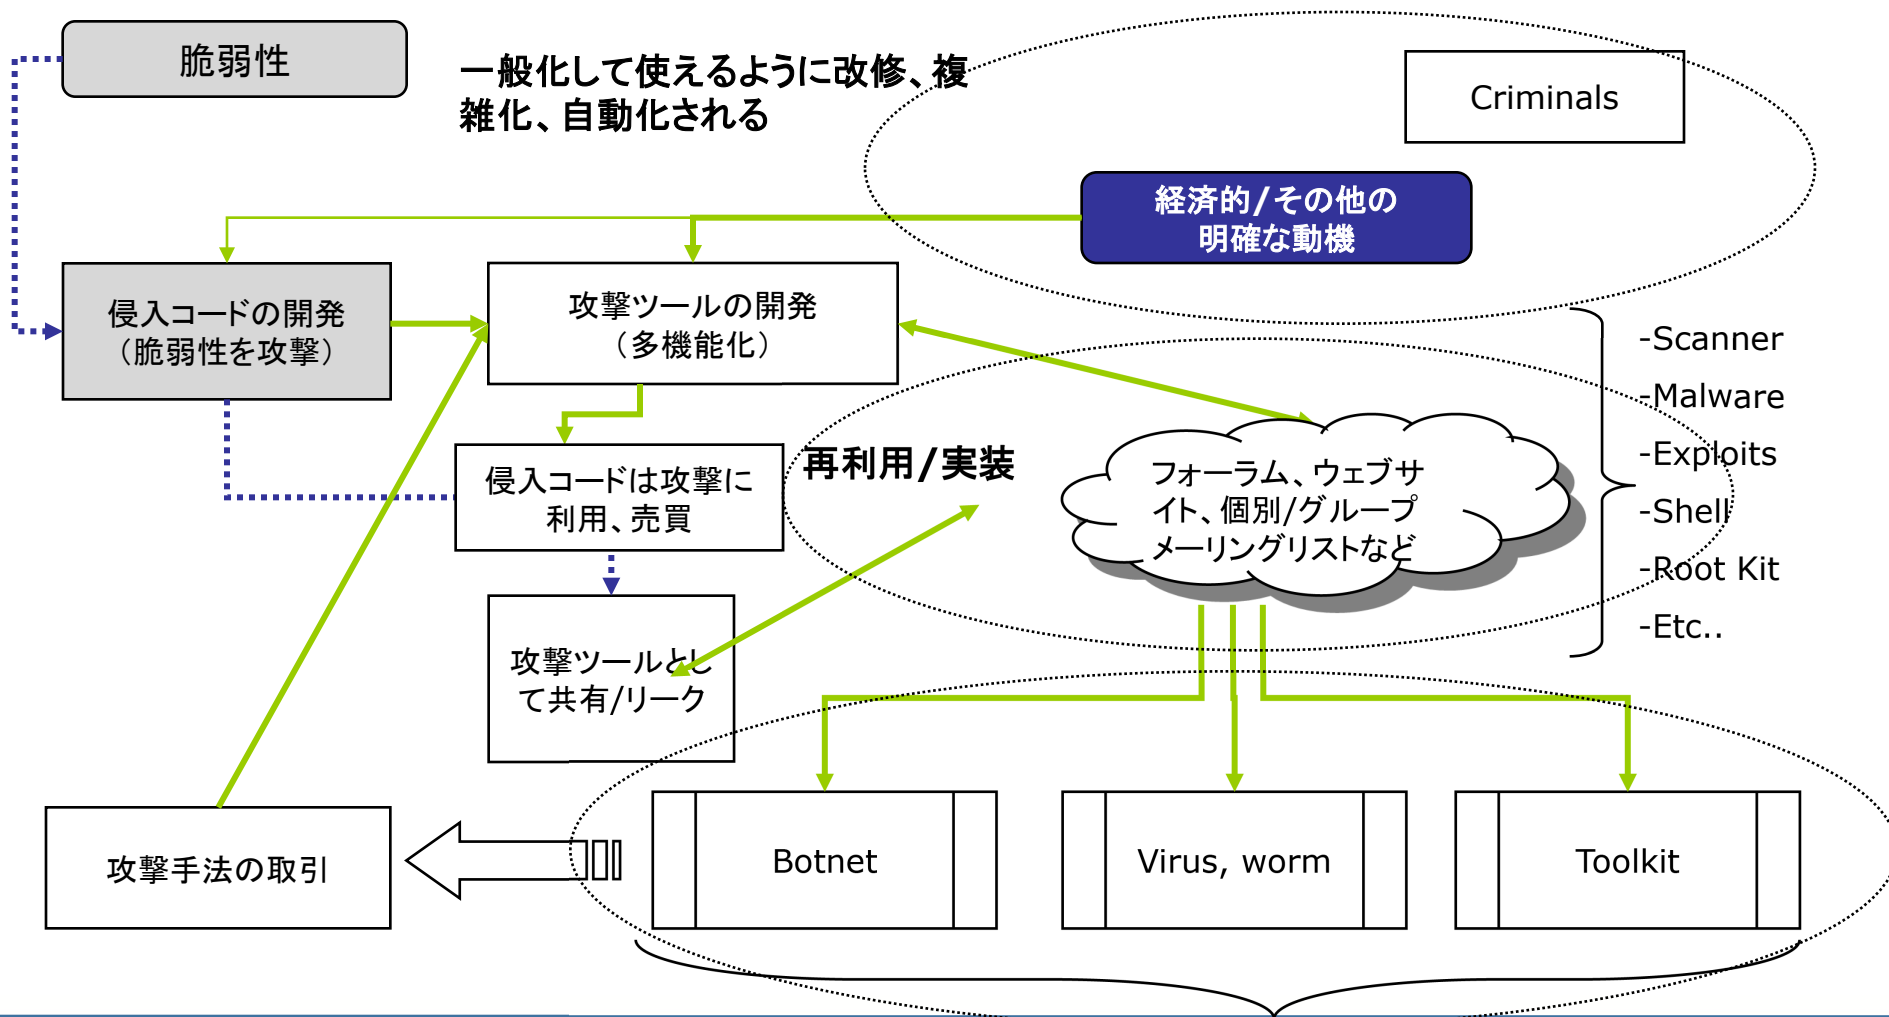 脆弱性
一般化して使えるように改修、複
雑化、自動化される
Criminals
経済的/その他の
明確な動機
侵入コードの開発
（脆弱性を攻撃）
攻撃ツールの開発
（多機能化）
-Scanner
-Malware
-Exploits
-Shell
-Root Kit
-Etc..
侵入コードは攻撃に
利用、売買
再利用/実装
フォーラム、ウェブサ
イト、個別/グループ
メーリングリストなど
攻撃ツールとし
て共有/リーク
攻撃手法の取引
Botnet
Virus, worm
Toolkit